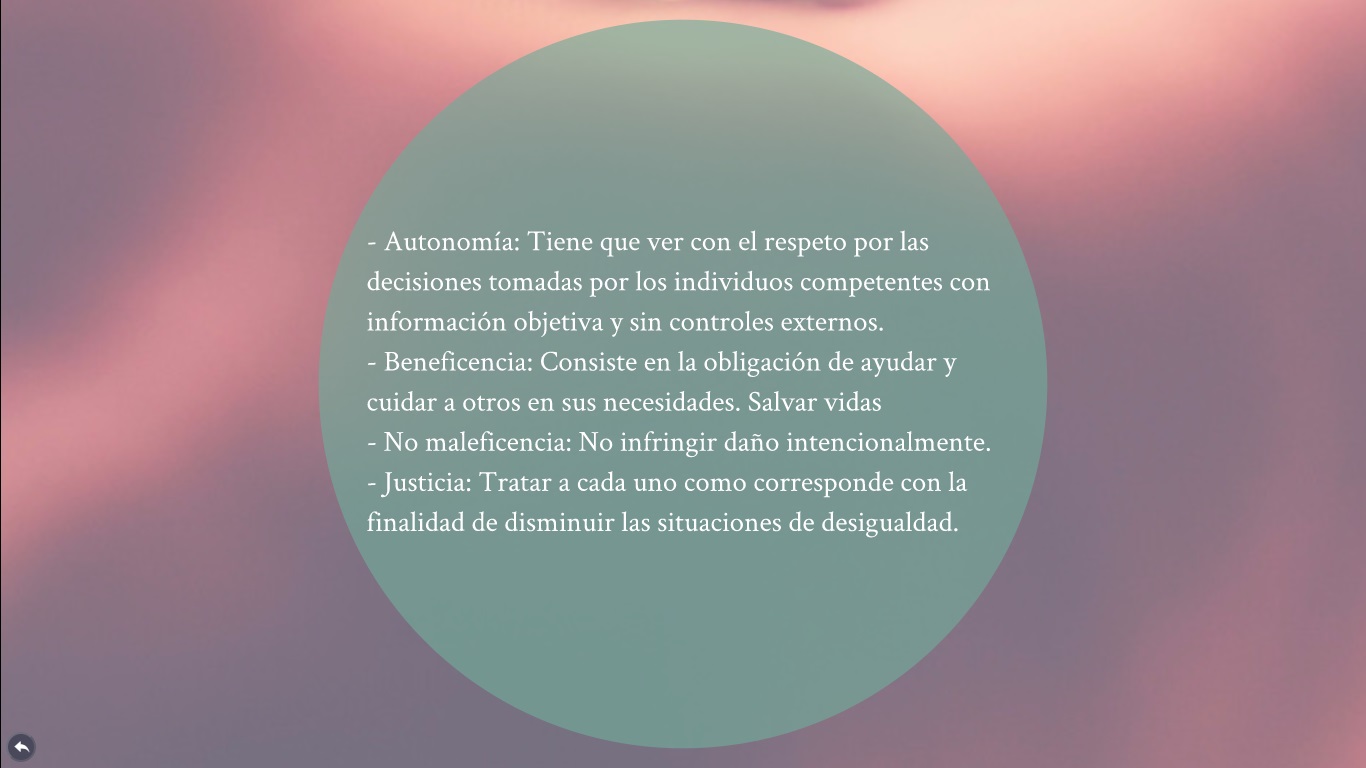 - Autonomía: Tiene que ver con el respeto por las
decisiones tomadas por los individuos competentes con
información objetiva y sin controles externos.
- Beneficencia: Consiste en la obligación de ayudar y
cuidar a otros en sus necesidades. Salvar vidas
- No maleficencia: No infringir daño intencionalmente.
- Justicia: Tratar a cada uno como corresponde con la
finalidad de disminuir las situaciones de desigualdad.